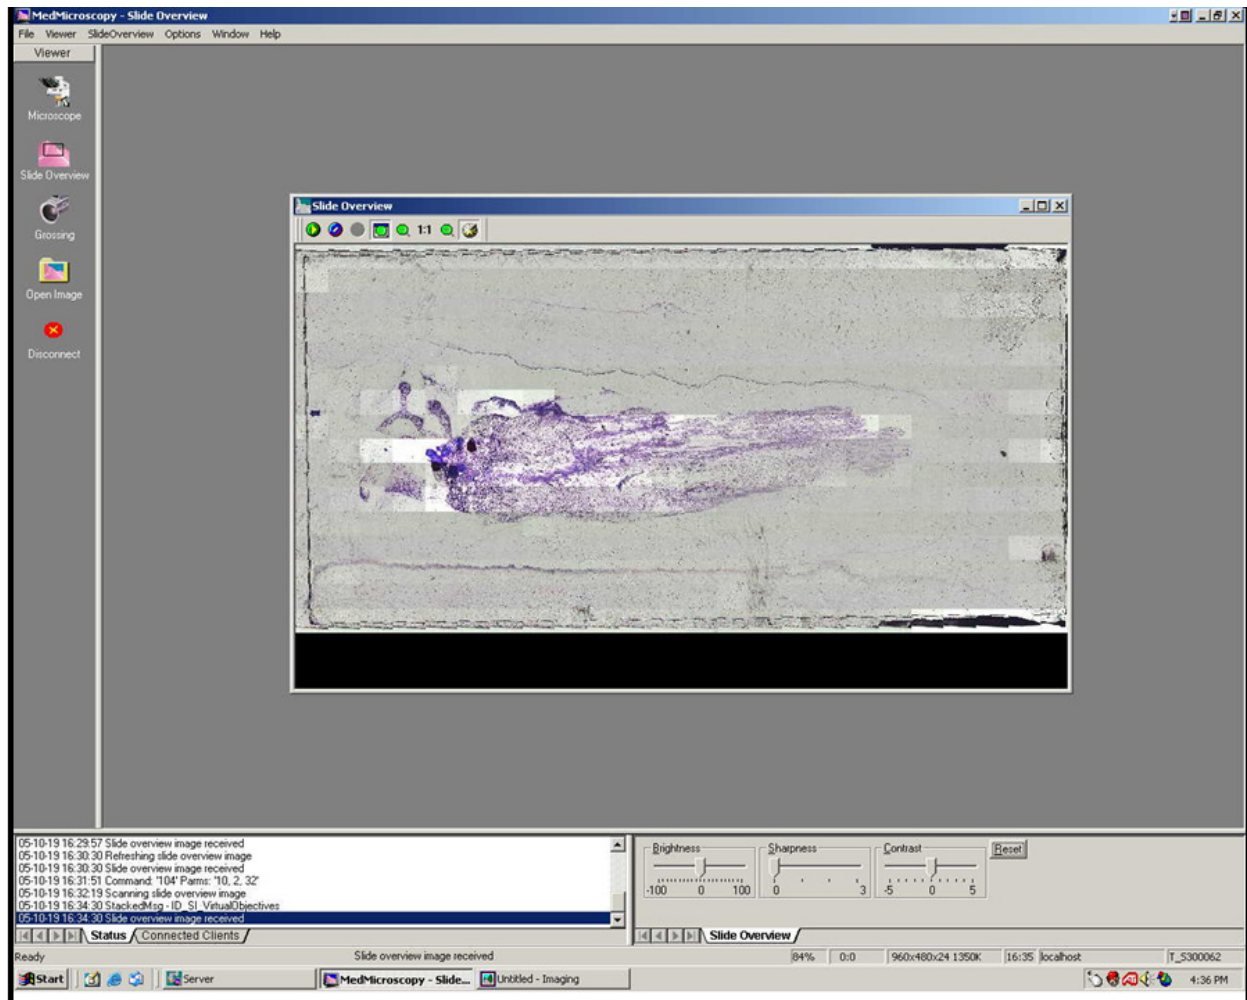 MedMicroscopy - Slide Overview
File Viewer SlideOverview Options Window Help
Viewer
Microscope
Slide Overview
Grossing
Open Image
Disconnect
Slide Overview
1:1
05-10-19 16:29:57 Slide overview image received
05-10-19 16:30:30 Refreshing slide overview image
05-10-19 16:30:30 Slide overview image received
05-10-19 16:31:51 Command: '104' Parms: '10, 2, 32'
05-10-19 16:32:19 Scanning slide overview image
05-10-19 16:34:30 StackedMsg - ID_SI_VirtualObjectives
05-10-19 16:34:30 Slide overview image received
Status Connected Clients
Brightness Sharpness Contrast Reset
-100 0 100 0 3 -5 0 5
Slide Overview
Ready Slide overview image received 84% 0:0 960x480x24 1350K 16:35 localhost T_S300062
Start Server MedMicroscopy - Slide... Untitled - Imaging 4:36 PM